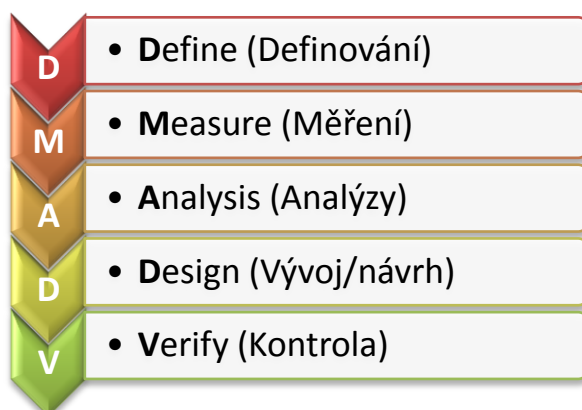 D
• Define (Definování)
M
• Measure (Měření)
A
• Analysis (Analýzy)
D
• Design (Vývoj/návrh)
V
• Verify (Kontrola)